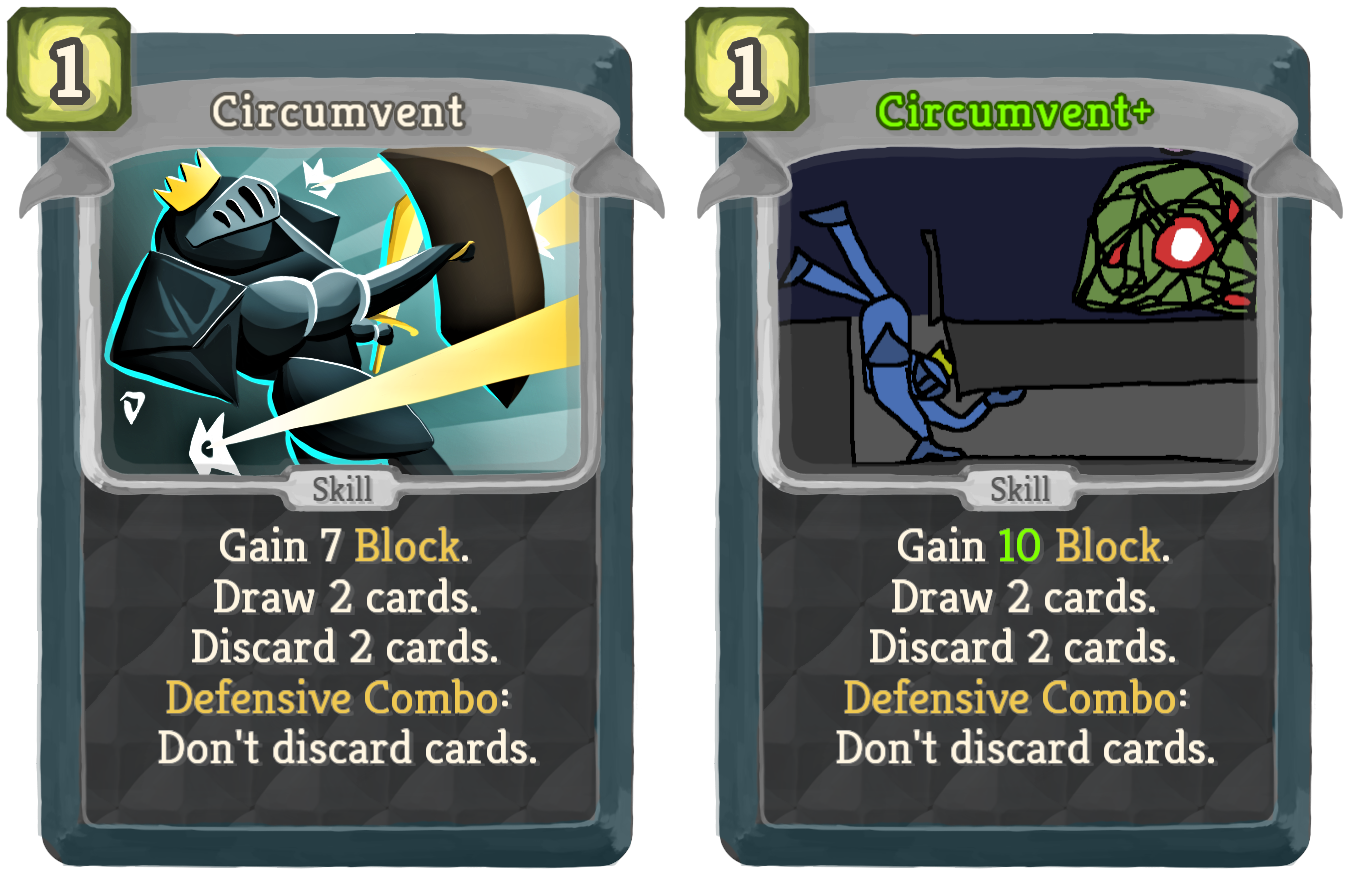 1
Circumvent
Skill
Gain 7 Block.
Draw 2 cards.
Discard 2 cards.
Defensive Combo:
Don't discard cards.
1
Circumvent+
Skill
Gain 10 Block.
Draw 2 cards.
Discard 2 cards.
Defensive Combo:
Don't discard cards.